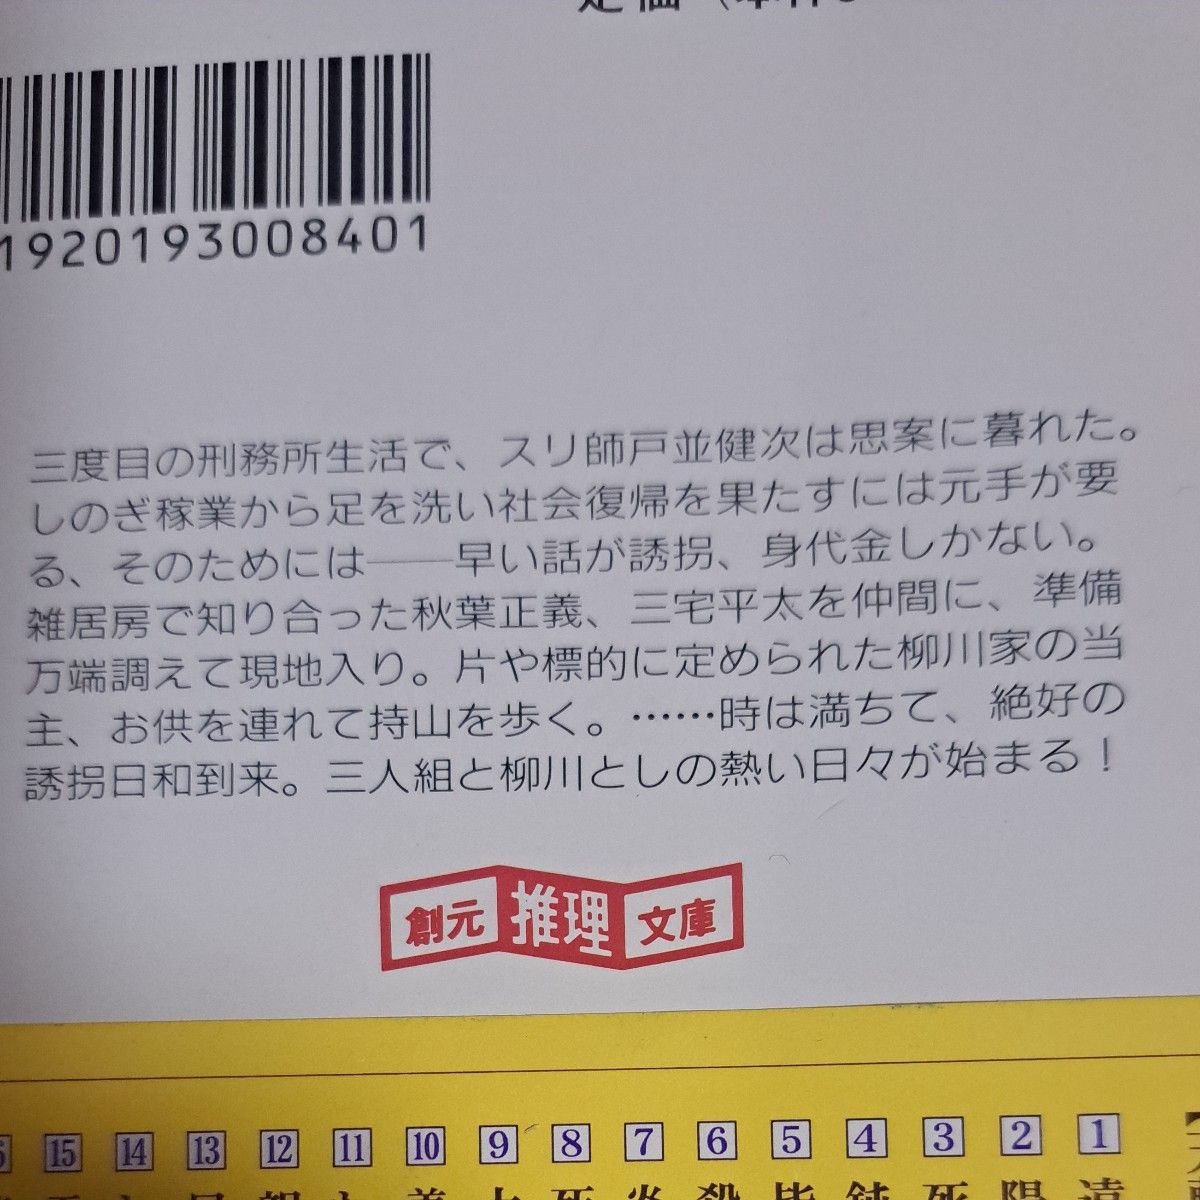 定価（本体
1920193008401
三度目の刑務所生活で、スリ師戸並健次は思案に暮れた。
しのぎ稼業から足を洗い社会復帰を果たすには元手が要
る、そのためには――早い話が誘拐、身代金しかない。
雑居房で知り合った秋葉正義、三宅平太を仲間に、準備
万端調えて現地入り。片や標的に定められた柳川家の当
主、お供を連れて持山を歩く。……時は満ちて、絶好の
誘拐日和到来。三人組と柳川としの熱い日々が始まる！
創元 推理 文庫
15 14 13 12 11 10 9 8 7 6 5 4 3 2 1